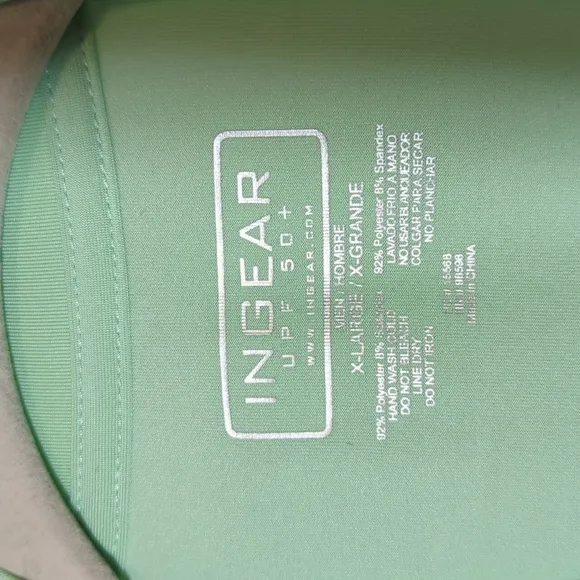 INGEAR
UPF 50+
WWW.INGEAR.COM
MEN / HOMBRE
X-LARGE / X-GRANDE
92% Polyester 8% Spandex 92% Polyester 8% Spandex
HAND WASH COLD LAVADO FRIO A MANO
DO NOT BLEACH NO USAR BLANQUEADOR
LINE DRY COLGAR PARA SECAR
DO NOT IRON NO PLANCHAR
Made in CHINA